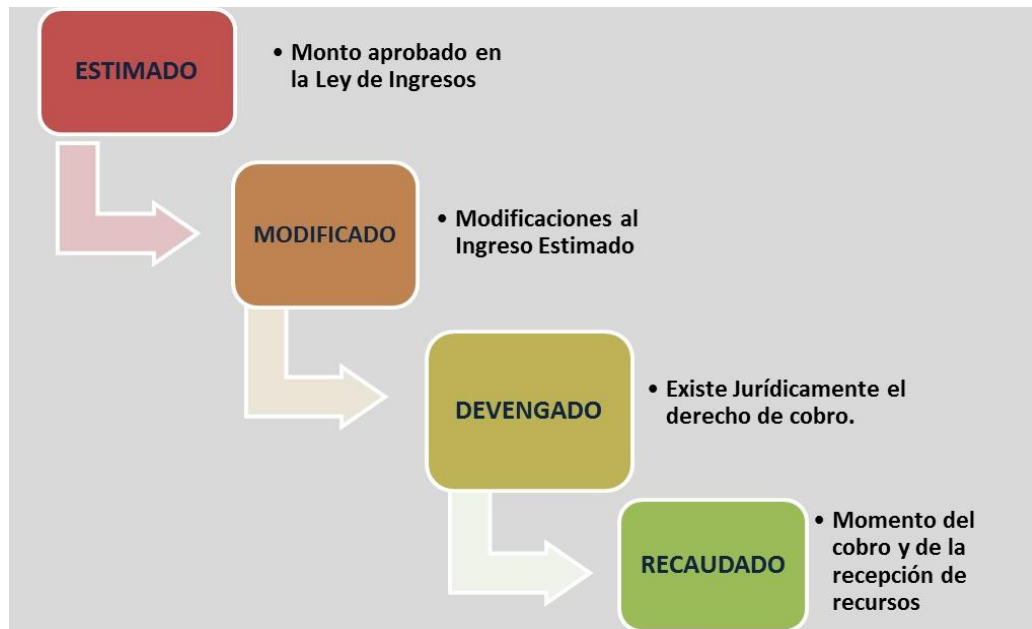 ESTIMADO
• Monto aprobado en
la Ley de Ingresos
MODIFICADO
• Modificaciones al
Ingreso Estimado
DEVENGADO
• Existe Jurídicamente el
derecho de cobro.
RECAUDADO
• Momento del
cobro y de la
recepción de
recursos